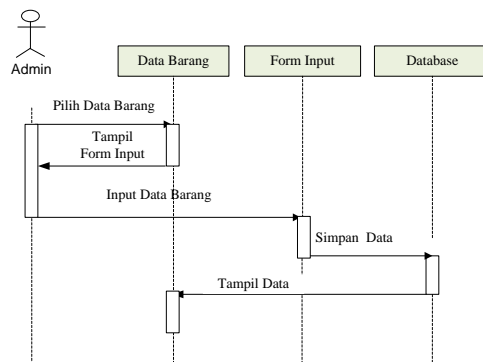 Admin
Data Barang
Form Input
Database
Pilih Data Barang
Tampil
Form Input
Input Data Barang
Simpan Data
Tampil Data